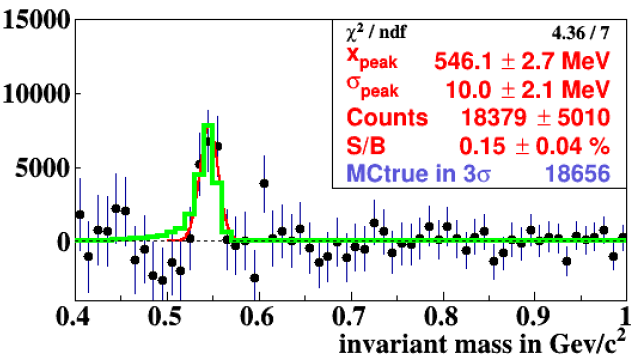 15000
10000
5000
0
χ² / ndf 4.36 / 7
x peak 546.1 ± 2.7 MeV
σ peak 10.0 ± 2.1 MeV
Counts 18379 ± 5010
S/B 0.15 ± 0.04 %
MCtrue in 3σ 18656
0.4 0.5 0.6 0.7 0.8 0.9 1
invariant mass in Gev/c²